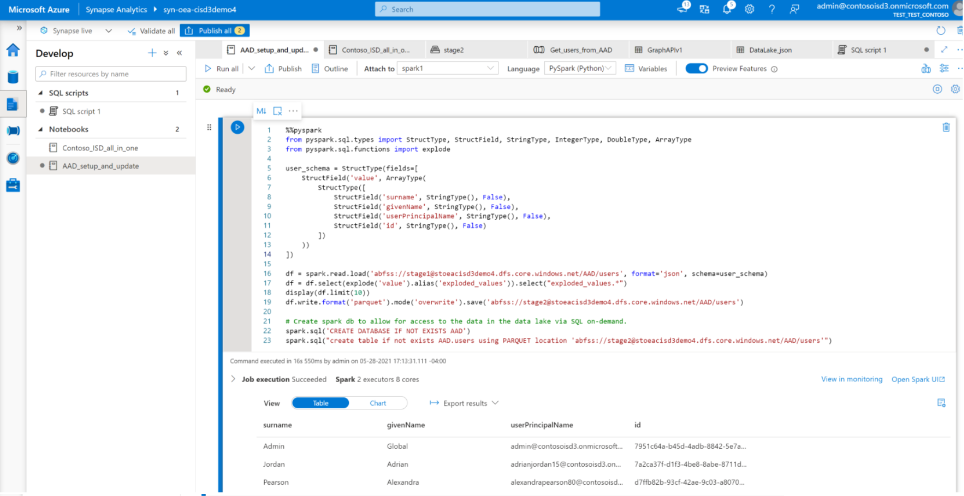 Microsoft Azure
Synapse Analytics
syn-oea-cisd3demo4
Search
admin@contosoisd3.onmicrosoft.com
TEST_TEST_CONTOSO
Synapse live
Validate all
Publish all 2
Develop
Filter resources by name
SQL scripts 1
SQL script 1
Notebooks 2
Contoso_ISD_all_in_one
AAD_setup_and_update
AAD_setup_and_upd...
Contoso_ISD_all_in_o...
stage2
Get_users_from_AAD
GraphAPIv1
DataLake_json
SQL script 1
Run all
Publish
Outline
Attach to spark1
Language PySpark (Python)
Variables
Preview Features
Ready
M↓
1 %%pyspark
2 from pyspark.sql.types import StructType, StructField, StringType, IntegerType, DoubleType, ArrayType
3 from pyspark.sql.functions import explode
4
5 user_schema = StructType(fields=[
6 StructField('value', ArrayType(
7 StructType([
8 StructField('surname', StringType(), False),
9 StructField('givenName', StringType(), False),
10 StructField('userPrincipalName', StringType(), False),
11 StructField('id', StringType(), False)
12 ])
13 ))
14 ])
15
16 df = spark.read.load('abfss://stage1@stoeacisd3demo4.dfs.core.windows.net/AAD/users', format='json', schema=user_schema)
17 df = df.select(explode('value').alias('exploded_values')).select("exploded_values.*")
18 display(df.limit(10))
19 df.write.format('parquet').mode('overwrite').save('abfss://stage2@stoeacisd3demo4.dfs.core.windows.net/AAD/users')
20
21 # Create spark db to allow for access to the data in the data lake via SQL on-demand.
22 spark.sql('CREATE DATABASE IF NOT EXISTS AAD')
23 spark.sql("create table if not exists AAD.users using PARQUET location 'abfss://stage2@stoeacisd3demo4.dfs.core.windows.net/AAD/users'")
Command executed in 16s 550ms by admin on 05-28-2021 17:13:31.111 -04:00
Job execution Succeeded Spark 2 executors 8 cores
View in monitoring
Open Spark UI
View
Table
Chart
Export results
surname givenName userPrincipalName id
Admin Global admin@contosoisd3.onmicrosoft... 7951c64a-b45d-4adb-8842-5e7a...
Jordan Adrian adrianjordan15@contosoisd3.on... 7a2ca37f-d1f3-4be8-8abe-8711d...
Pearson Alexandra alexandrapearson80@contosoisd... d7ffb82b-93cf-42ae-9c03-a8070...